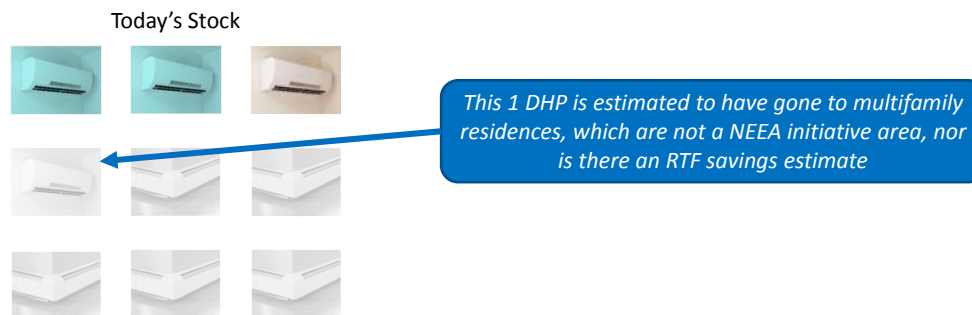 Today's Stock
This 1 DHP is estimated to have gone to multifamily
residences, which are not a NEEA initiative area, nor
is there an RTF savings estimate